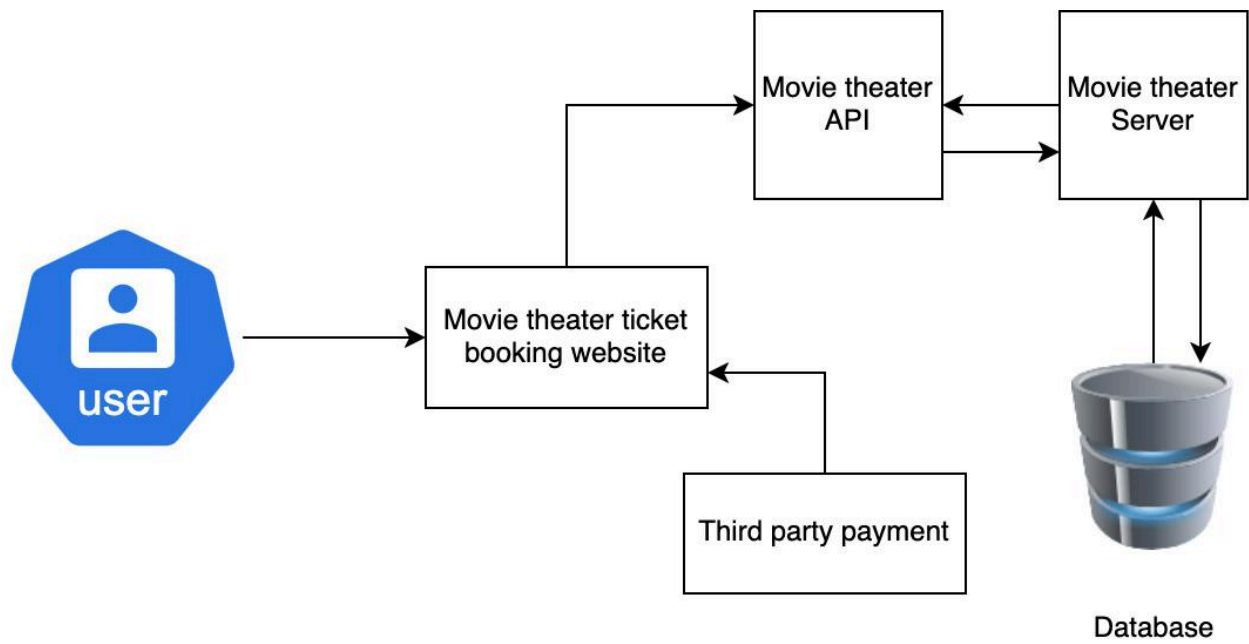 Movie theater
API
Movie theater
Server
user
Movie theater ticket
booking website
Third party payment
Database